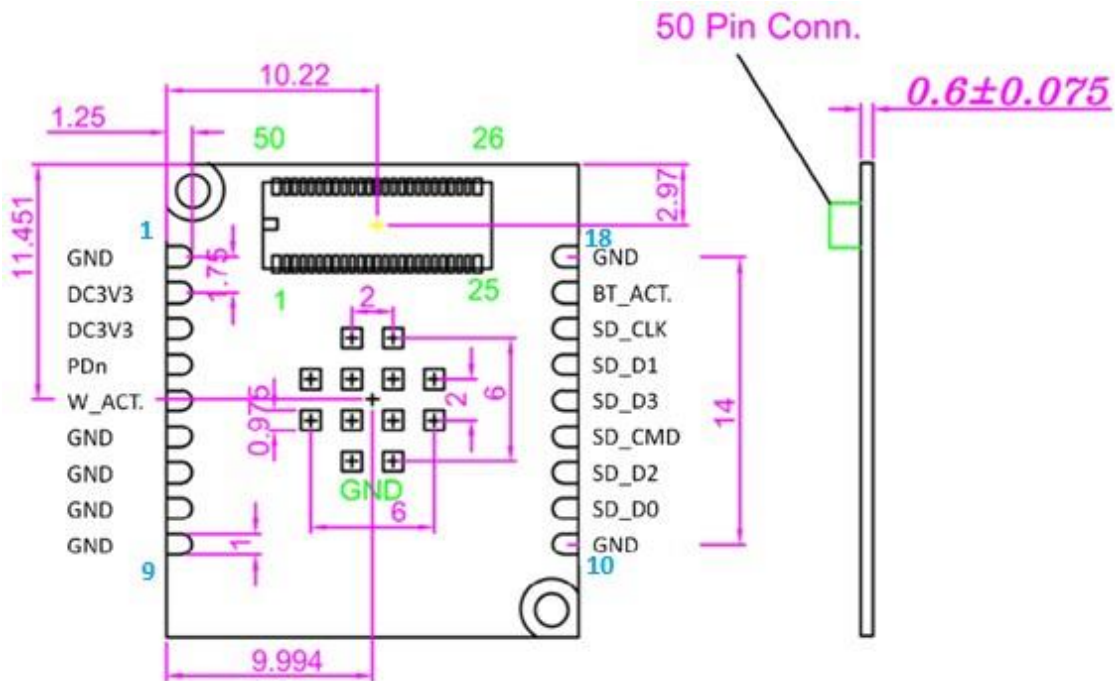 50 Pin Conn.
10.22
0.6±0.075
1.25
50
26
2.97
11.451
1
18
GND
1.75
GND
DC3V3
BT_ACT.
1
25
2
DC3V3
SD_CLK
PDn
SD_D1
6
2
W_ACT.
SD_D3
0.975
14
GND
SD_CMD
GND
SD_D2
GND
6
GND
SD_D0
GND
1
GND
9
10
9.994